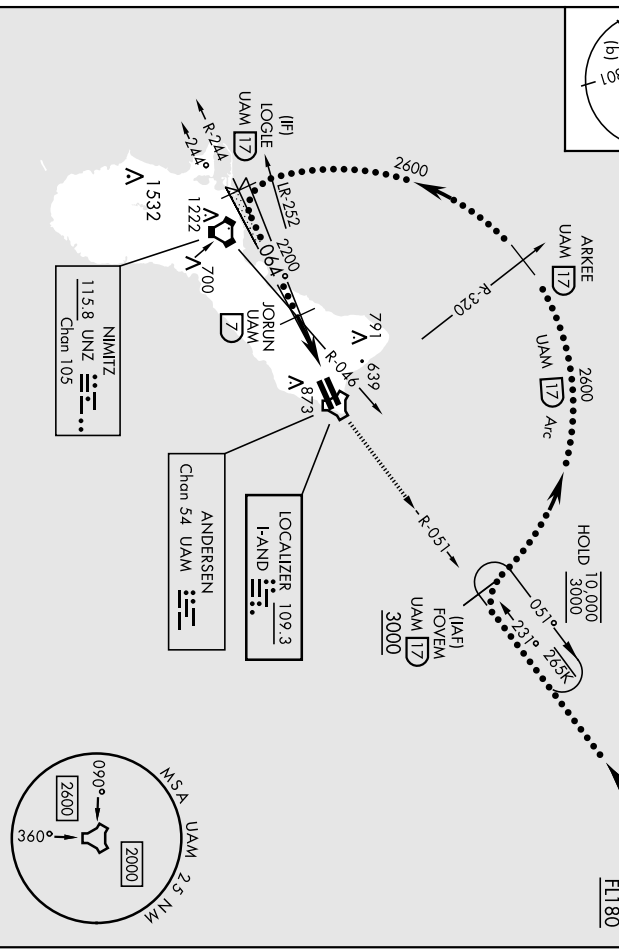 FL180
HOLD
10,000
3000
051°
231° 265K
(IAF)
FOVEM
UAM 17
3000
ARKEE
UAM 17
2600
UAM 17 Arc
2600
R-320
R-051
(IF)
LOGLE
UAM 17
R-244
244°
LR-252
2200
064°
JORUN
UAM
7
R-046
791
639
873
700
1222
1532
NIMITZ
115.8 UNZ
Chan 105
ANDERSEN
Chan 54 UAM
LOCALIZER 109.3
I-AND
MSA UAM 25 NM
090°
360°
2600
2000
(b)